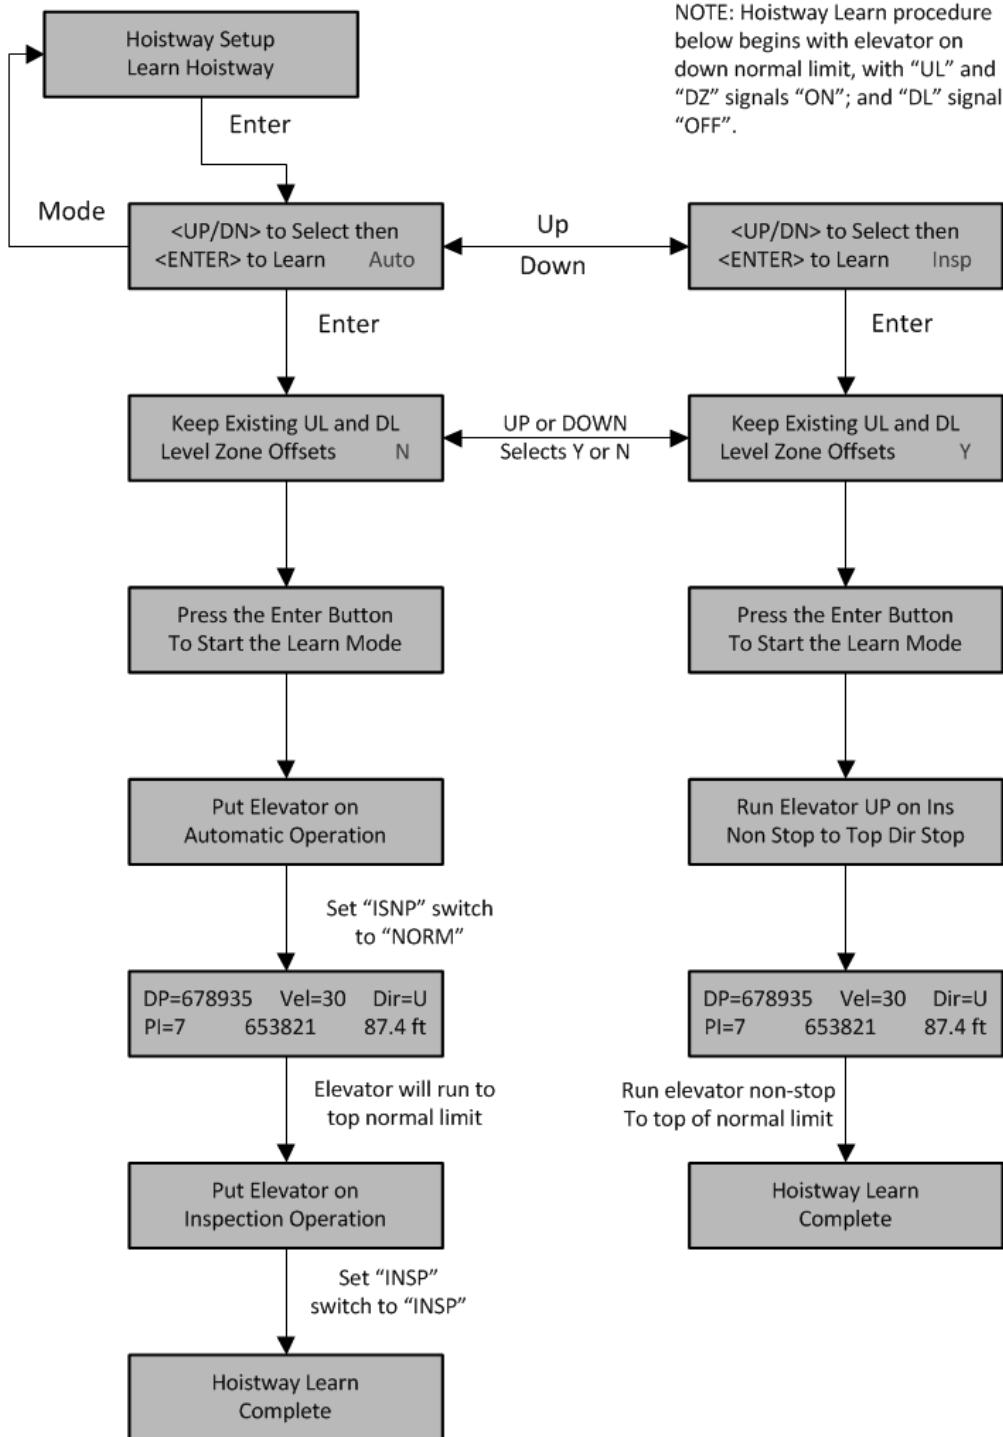 Hoistway Setup
Learn Hoistway
NOTE: Hoistway Learn procedure
below begins with elevator on
down normal limit, with “UL” and
“DZ” signals “ON”; and “DL” signal
“OFF”.
Enter
Mode
<UP/DN> to Select then
<ENTER> to Learn Auto
Up
Down
<UP/DN> to Select then
<ENTER> to Learn Insp
Enter
Enter
Keep Existing UL and DL
Level Zone Offsets N
UP or DOWN
Selects Y or N
Keep Existing UL and DL
Level Zone Offsets Y
Press the Enter Button
To Start the Learn Mode
Press the Enter Button
To Start the Learn Mode
Put Elevator on
Automatic Operation
Run Elevator UP on Ins
Non Stop to Top Dir Stop
Set “ISNP” switch
to “NORM”
DP=678935 Vel=30 Dir=U
PI=7 653821 87.4 ft
DP=678935 Vel=30 Dir=U
PI=7 653821 87.4 ft
Elevator will run to
top normal limit
Run elevator non-stop
To top of normal limit
Put Elevator on
Inspection Operation
Hoistway Learn
Complete
Set “INSP”
switch to “INSP”
Hoistway Learn
Complete